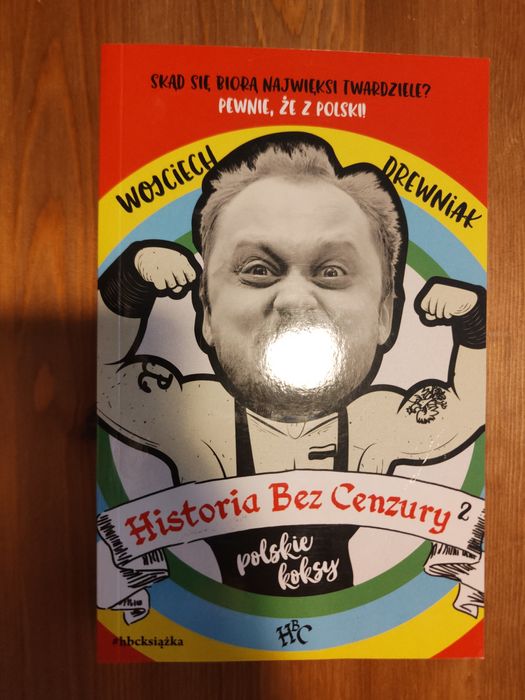 SKĄD SIĘ BIORĄ NAJWIĘKSI TWARDZIELE?
PEWNIE, ŻE Z POLSKI!
WOJCIECH DREWNIAK
Historia Bez Cenzury 2
polskie
koksy
HBC
#hbcksiążka